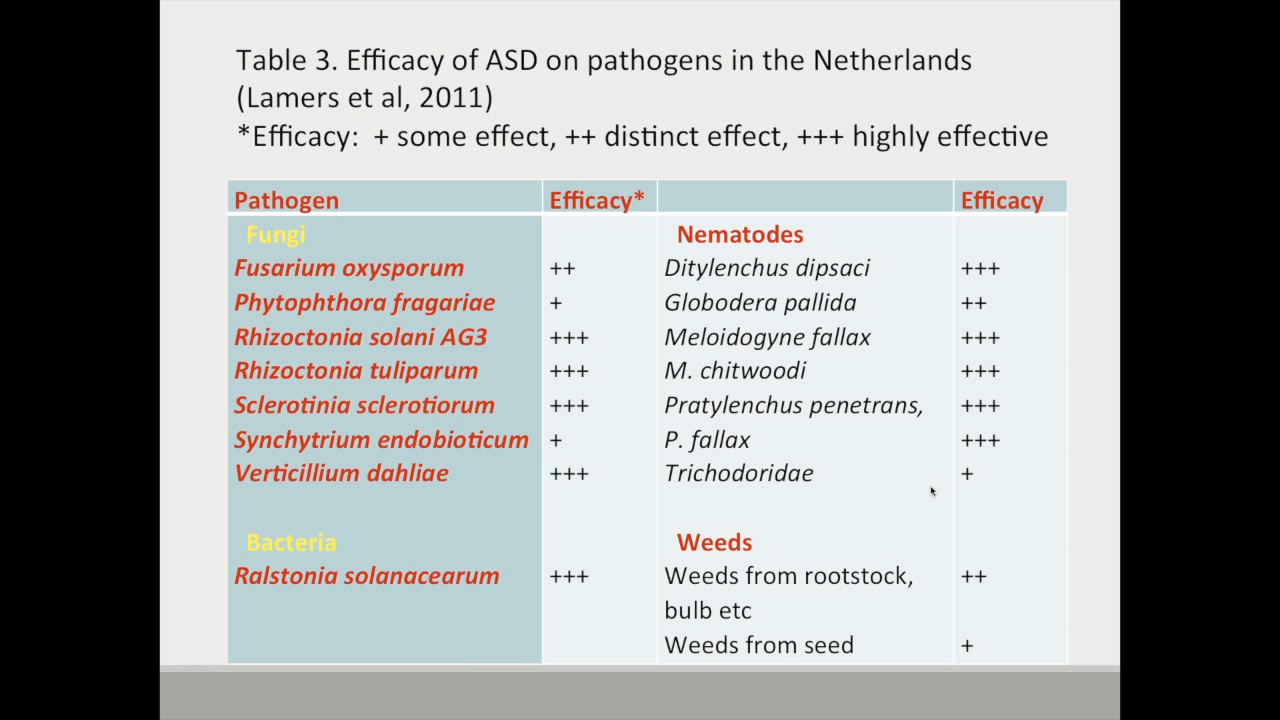 Table 3. Efficacy of ASD on pathogens in the Netherlands
(Lamers et al, 2011)
*Efficacy:  + some effect, ++ distinct effect, +++ highly effective
Pathogen Efficacy* Efficacy
Fungi Nematodes
Fusarium oxysporum ++ Ditylenchus dipsaci +++
Phytophthora fragariae + Globodera pallida ++
Rhizoctonia solani AG3 +++ Meloidogyne fallax +++
Rhizoctonia tuliparum +++ M. chitwoodi +++
Sclerotinia sclerotiorum +++ Pratylenchus penetrans, +++
Synchytrium endobioticum + P. fallax +++
Verticillium dahliae +++ Trichodoridae +
Bacteria Weeds
Ralstonia solanacearum +++ Weeds from rootstock, ++
bulb etc
Weeds from seed +